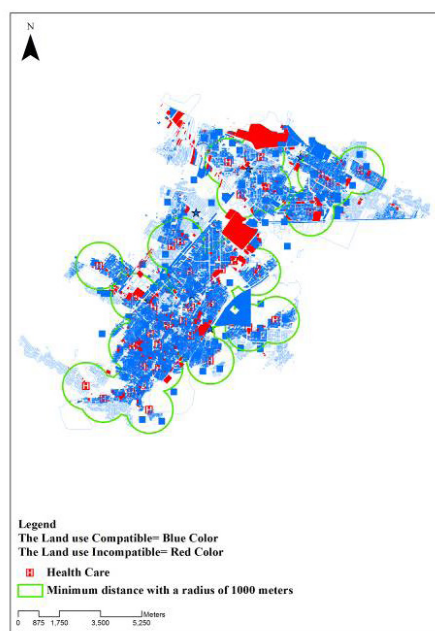 N
Legend
The Land use Compatible= Blue Color
The Land use Incompatible= Red Color
H Health Care
Minimum distance with a radius of 1000 meters
Meters
0 875 1,750 3,500 5,250